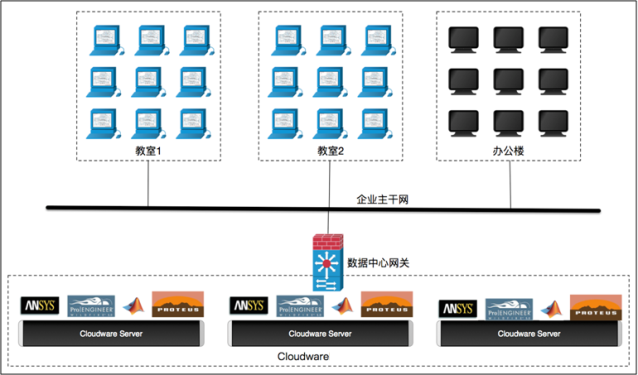 教室1
教室2
办公楼
企业主干网
数据中心网关
ANSYS
Pro/ENGINEER
PROTEUS
ANSYS
Pro/ENGINEER
PROTEUS
ANSYS
Pro/ENGINEER
PROTEUS
Cloudware Server
Cloudware Server
Cloudware Server
Cloudware